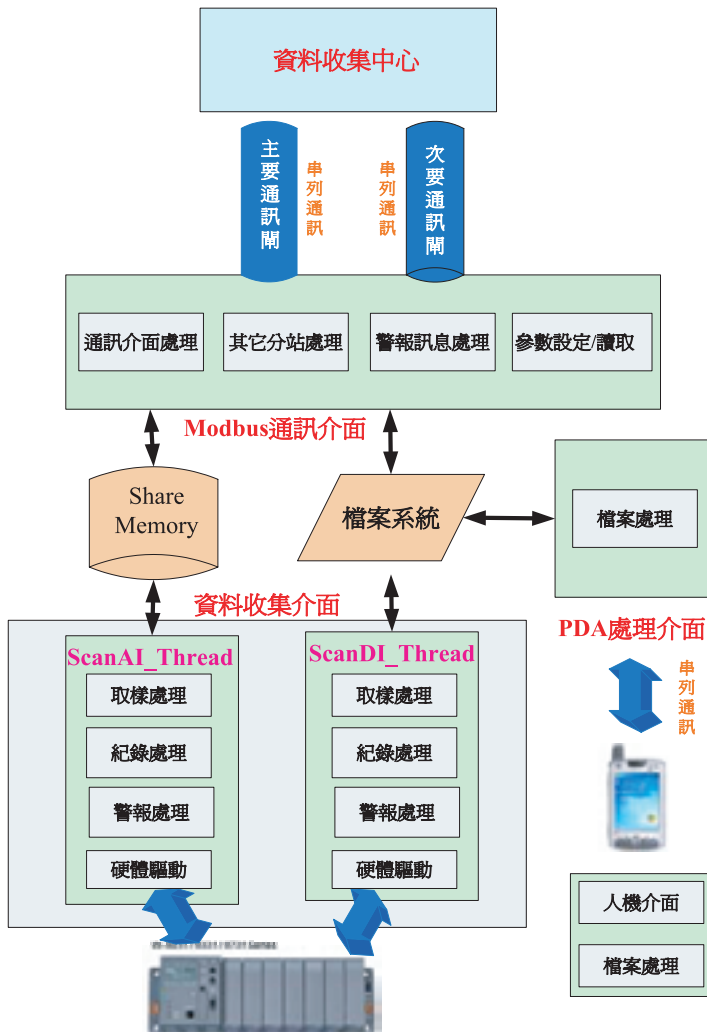 資料收集中心
主要通訊閘
串列通訊
串列通訊
次要通訊閘
通訊介面處理
其它分站處理
警報訊息處理
參數設定/讀取
Modbus通訊介面
Share
Memory
檔案系統
檔案處理
資料收集介面
PDA處理介面
ScanAI_Thread
ScanDI_Thread
串列通訊
取樣處理
取樣處理
紀錄處理
紀錄處理
警報處理
警報處理
硬體驅動
硬體驅動
人機介面
檔案處理